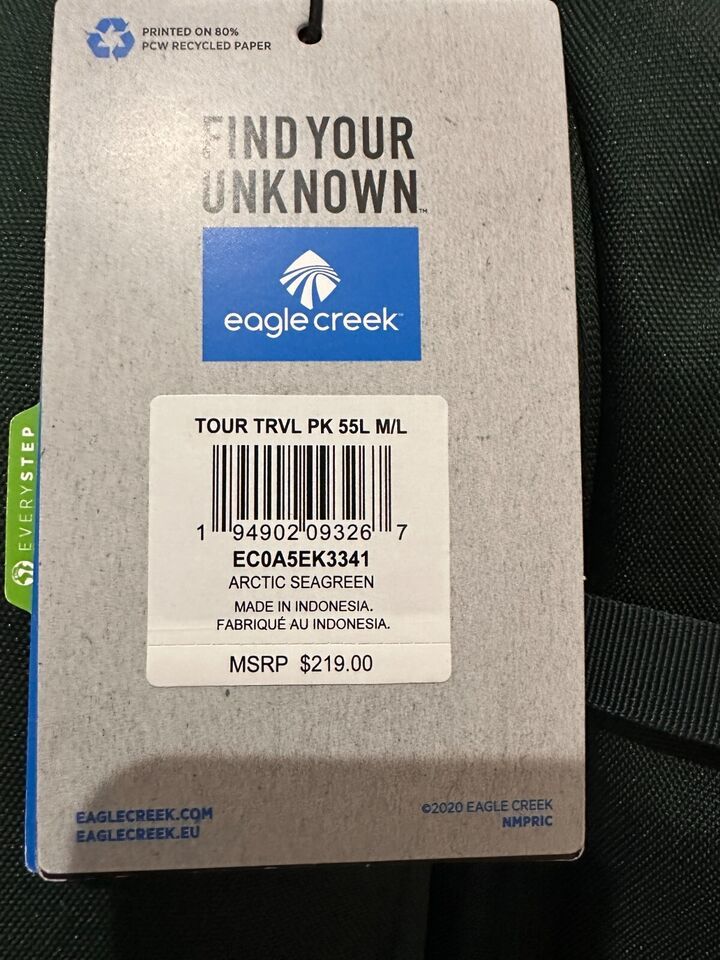 PRINTED ON 80%
PCW RECYCLED PAPER
FIND YOUR
UNKNOWN™
eagle creek
TOUR TRVL PK 55L M/L
1 94902 09326 7
EC0A5EK3341
ARCTIC SEAGREEN
MADE IN INDONESIA.
FABRIQUÉ AU INDONESIA.
MSRP $219.00
EVERYSTEP
EAGLECREEK.COM
EAGLECREEK.EU
©2020 EAGLE CREEK
NMPRIC